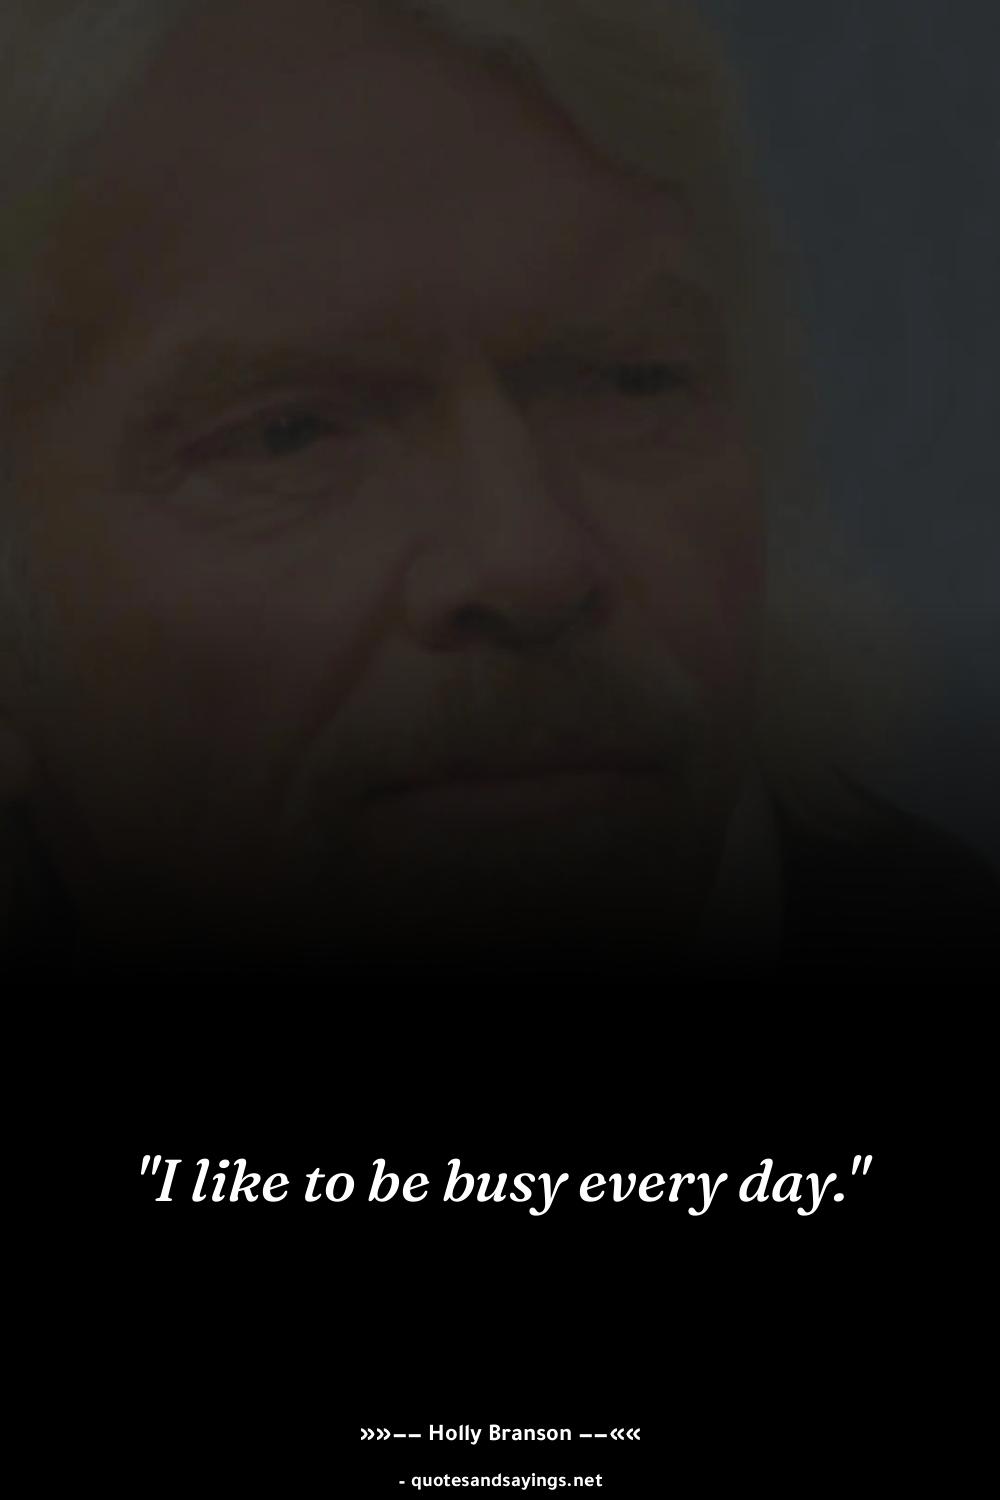 "I like to be busy every day."
»»−− Holly Branson −−««
- quotesandsayings.net